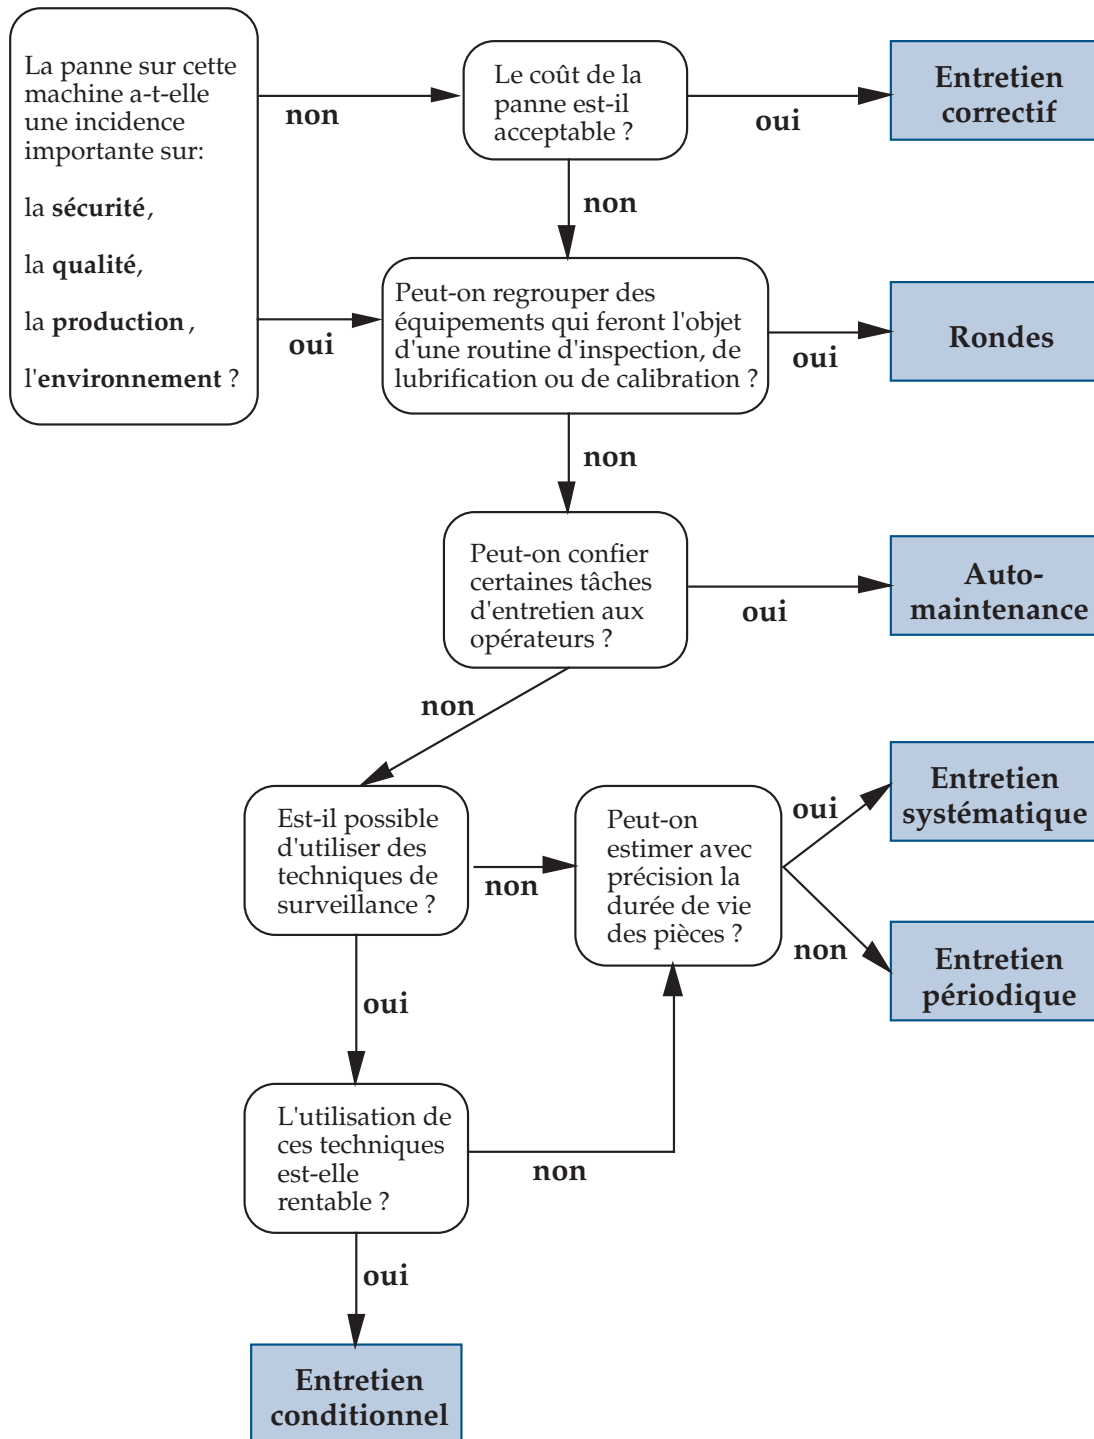 La panne sur cette
machine a-t-elle
une incidence
importante sur:
la sécurité,
la qualité,
la production,
l'environnement ?
non
Le coût de la
panne est-il
acceptable ?
oui
Entretien
correctif
non
oui
Peut-on regrouper des
équipements qui feront l'objet
d'une routine d'inspection, de
lubrification ou de calibration ?
oui
Rondes
non
Peut-on confier
certaines tâches
d'entretien aux
opérateurs ?
oui
Auto-
maintenance
non
Est-il possible
d'utiliser des
techniques de
surveillance ?
non
Peut-on
estimer avec
précision la
durée de vie
des pièces ?
oui
Entretien
systématique
non
Entretien
périodique
oui
L'utilisation de
ces techniques
est-elle
rentable ?
non
oui
Entretien
conditionnel